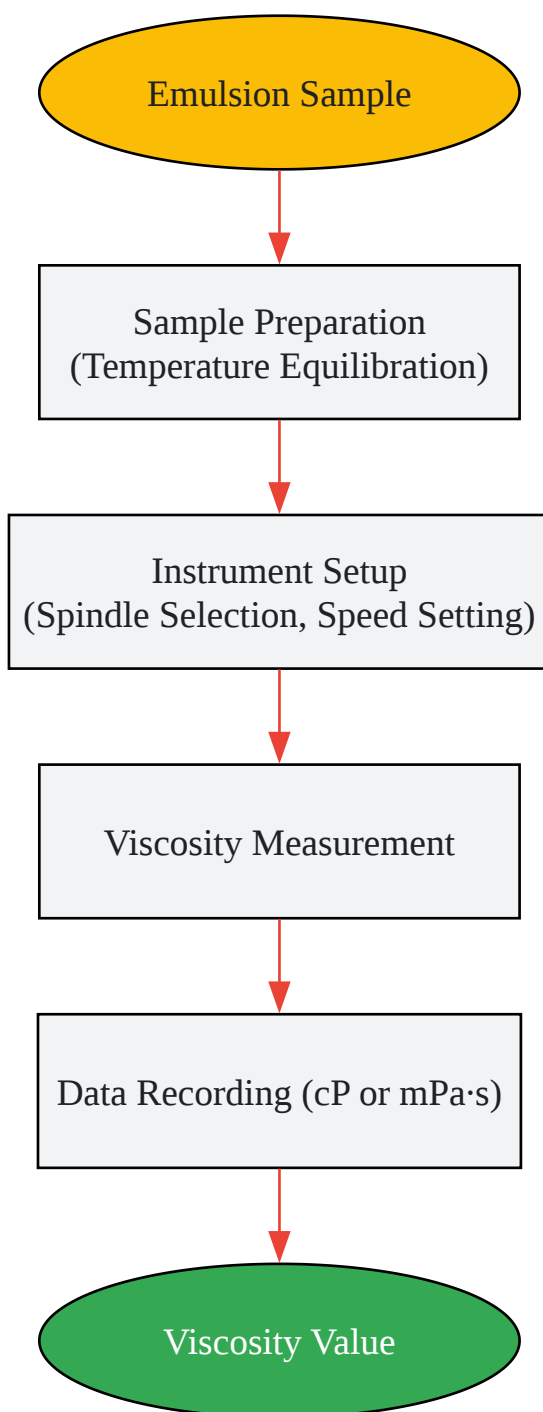 Emulsion Sample
Sample Preparation
(Temperature Equilibration)
Instrument Setup
(Spindle Selection, Speed Setting)
Viscosity Measurement
Data Recording (cP or mPa·s)
Viscosity Value